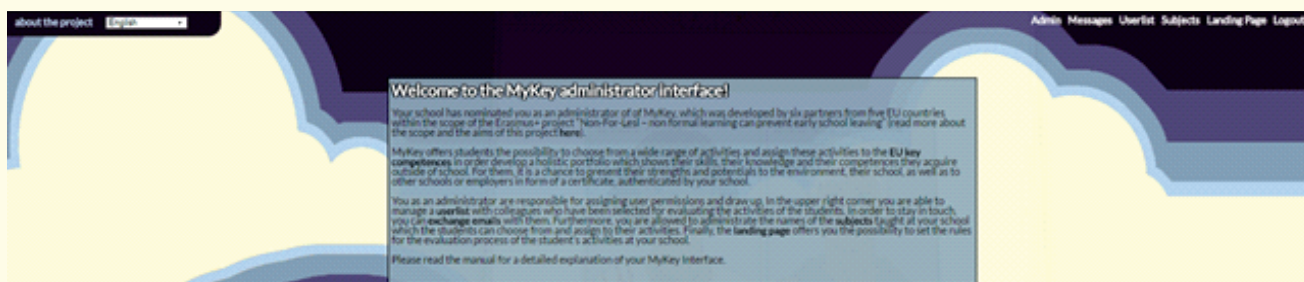 about the project English
Admin Messages Userlist Subjects Landing Page Logout
Welcome to the MyKey administrator interface!
Your school has nominated you as an administrator of of MyKey, which was developed by six partners from five EU countries
within the scope of the Erasmus+ project "Non-For-Lesl – non formal learning can prevent early school leaving" (read more about
the scope and the aims of this project here).
MyKey offers students the possibility to choose from a wide range of activities and assign these activities to the EU key
competences in order develop a holistic portfolio which shows their skills, their knowledge and their competences they acquire
outside of school. For them, it is a chance to present their strengths and potentials to the environment, their school, as well as to
other schools or employers in form of a certificate, authenticated by your school.
You as an administrator are responsible for assigning user permissions and draw up. In the upper right corner you are able to
manage a userlist with colleagues who have been selected for evaluating the activities of the students. In order to stay in touch,
you can exchange emails with them. Furthermore, you are allowed to administrate the names of the subjects taught at your school
which the students can choose from and assign to their activities. Finally, the landing page offers you the possibility to set the rules
for the evaluation process of the student's activities at your school.
Please read the manual for a detailed explanation of your MyKey Interface.